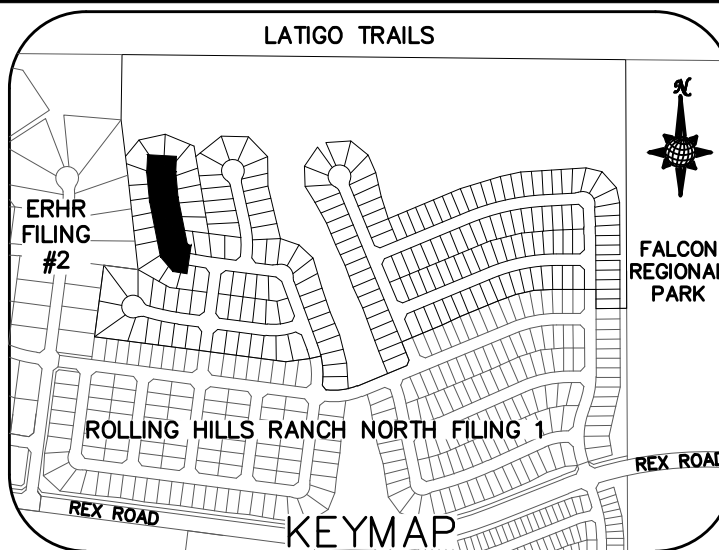 LATIGO TRAILS
N
ERHR
FILING
#2
FALCON
REGIONAL
PARK
ROLLING HILLS RANCH NORTH FILING 1
REX ROAD
REX ROAD
KEYMAP